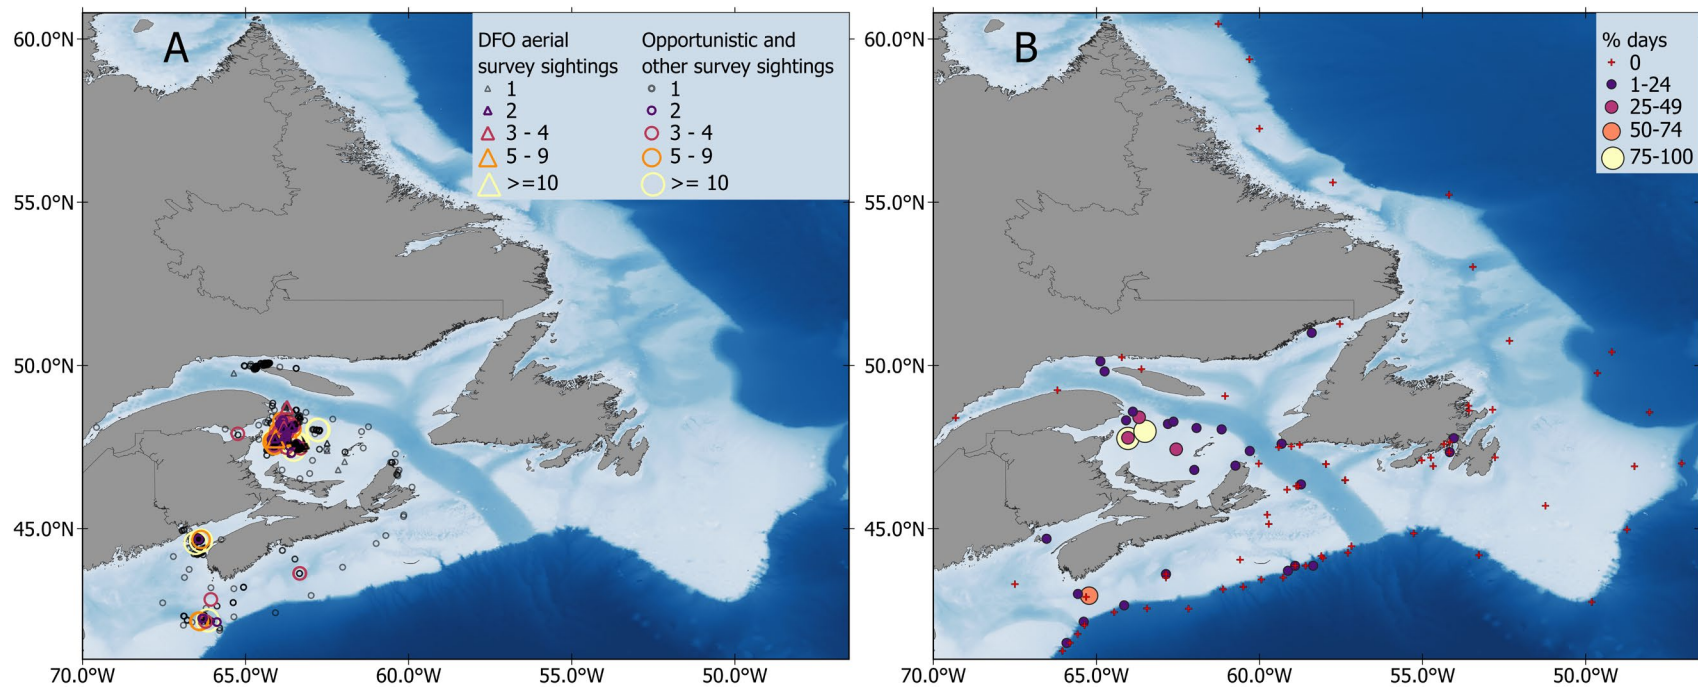 A
DFO aerial
survey sightings
1
2
3 - 4
5 - 9
>=10
Opportunistic and
other survey sightings
1
2
3 - 4
5 - 9
>= 10
60.0°N
55.0°N
50.0°N
45.0°N
70.0°W 65.0°W 60.0°W 55.0°W 50.0°W
B
% days
0
1-24
25-49
50-74
75-100
60.0°N
55.0°N
50.0°N
45.0°N
70.0°W 65.0°W 60.0°W 55.0°W 50.0°W